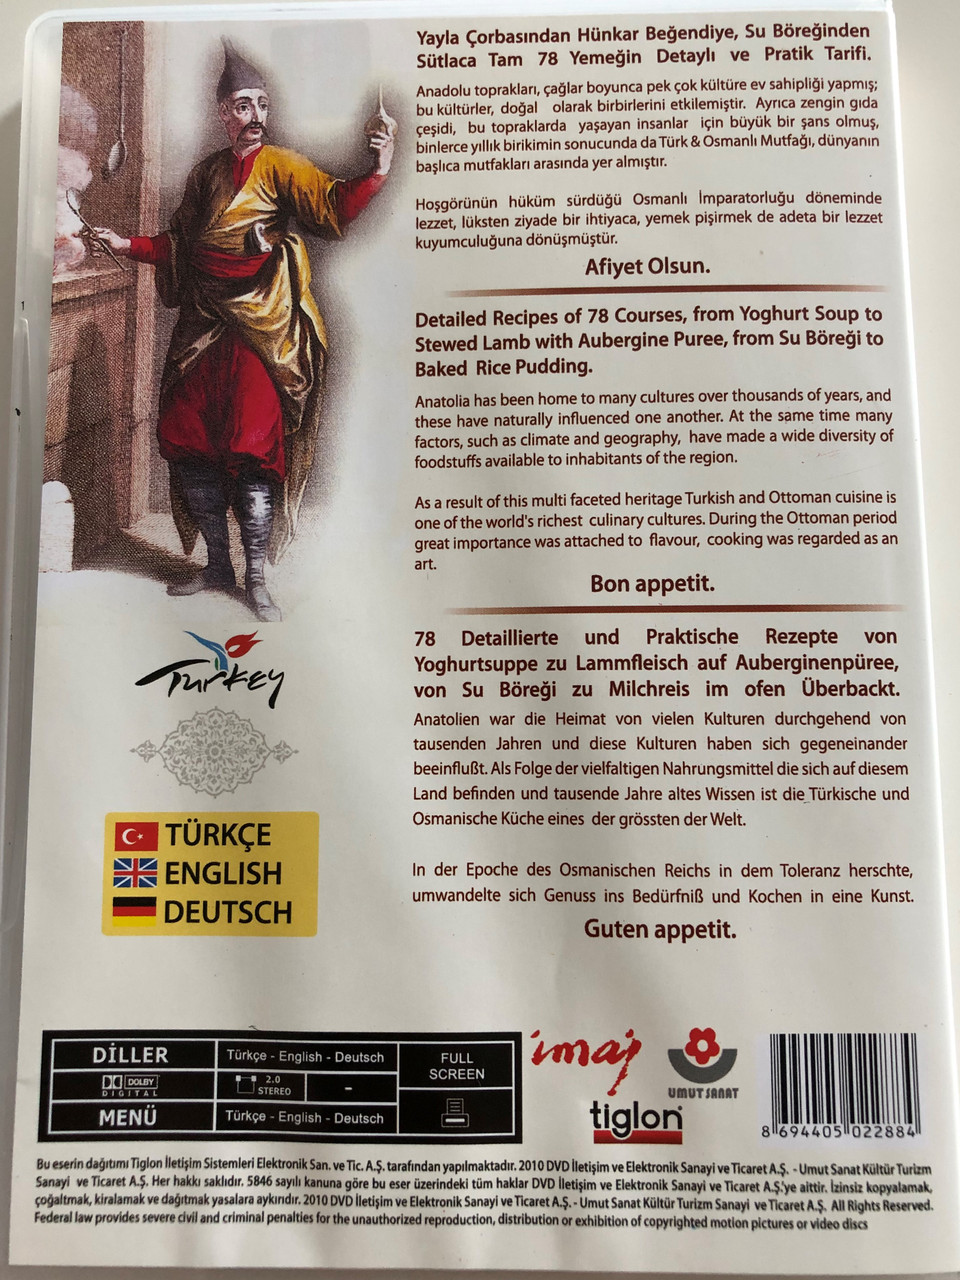 Yayla Çorbasından Hünkar Beğendiye, Su Böreğinden
Sütlaca Tam 78 Yemeğin Detaylı ve Pratik Tarifi.
Anadolu toprakları, çağlar boyunca pek çok kültüre ev sahipliği yapmış;
bu kültürler, doğal olarak birbirlerini etkilemiştir. Ayrıca zengin gıda
çeşidi, bu topraklarda yaşayan insanlar için büyük bir şans olmuş,
binlerce yıllık birikimin sonucunda da Türk & Osmanlı Mutfağı, dünyanın
başlıca mutfakları arasında yer almıştır.
Hoşgörünün hüküm sürdüğü Osmanlı İmparatorluğu döneminde
lezzet, lüksten ziyade bir ihtiyaca, yemek pişirmek de adeta bir lezzet
kuyumculuğuna dönüşmüştür.
Afiyet Olsun.
Detailed Recipes of 78 Courses, from Yoghurt Soup to
Stewed Lamb with Aubergine Puree, from Su Böreği to
Baked Rice Pudding.
Anatolia has been home to many cultures over thousands of years, and
these have naturally influenced one another. At the same time many
factors, such as climate and geography, have made a wide diversity of
foodstuffs available to inhabitants of the region.
As a result of this multi faceted heritage Turkish and Ottoman cuisine is
one of the world's richest culinary cultures. During the Ottoman period
great importance was attached to flavour, cooking was regarded as an
art.
Bon appetit.
78 Detaillierte und Praktische Rezepte von
Yoghurtsuppe zu Lammfleisch auf Auberginenpüree,
von Su Böreği zu Milchreis im ofen Überbackt.
Anatolien war die Heimat von vielen Kulturen durchgehend von
tausenden Jahren und diese Kulturen haben sich gegeneinander
beeinflußt. Als Folge der vielfaltigen Nahrungsmittel die sich auf diesem
Land befinden und tausende Jahre altes Wissen ist die Türkische und
Osmanische Küche eines der grössten der Welt.
In der Epoche des Osmanischen Reichs in dem Toleranz herschte,
umwandelte sich Genuss ins Bedürfniß und Kochen in eine Kunst.
Guten appetit.
Turkey
TÜRKÇE
ENGLISH
DEUTSCH
DİLLER
Türkçe - English - Deutsch
FULL
SCREEN
DOLBY
DIGITAL
2.0
STEREO
-
MENÜ
Türkçe - English - Deutsch
imaj
UMUT SANAT
tiglon
8 694405 022884
Bu eserin dağıtımı Tiglon İletişim Sistemleri Elektronik San. ve Tic. A.Ş. tarafından yapılmaktadır. 2010 DVD İletişim ve Elektronik Sanayi ve Ticaret A.Ş. - Umut Sanat Kültür Turizm
Sanayi ve Ticaret A.Ş. Her hakkı saklıdır. 5846 sayılı kanuna göre bu eser üzerindeki tüm haklar DVD İletişim ve Elektronik Sanayi ve Ticaret A.Ş.'ye aittir. İzinsiz kopyalamak,
çoğaltmak, kiralamak ve dağıtmak yasalara aykırıdır. 2010 DVD İletişim ve Elektronik Sanayi ve Ticaret A.Ş. - Umut Sanat Kültür Turizm Sanayi ve Ticaret A.Ş. All Rights Reserved.
Federal law provides severe civil and criminal penalties for the unauthorized reproduction, distribution or exhibition of copyrighted motion pictures or video discs